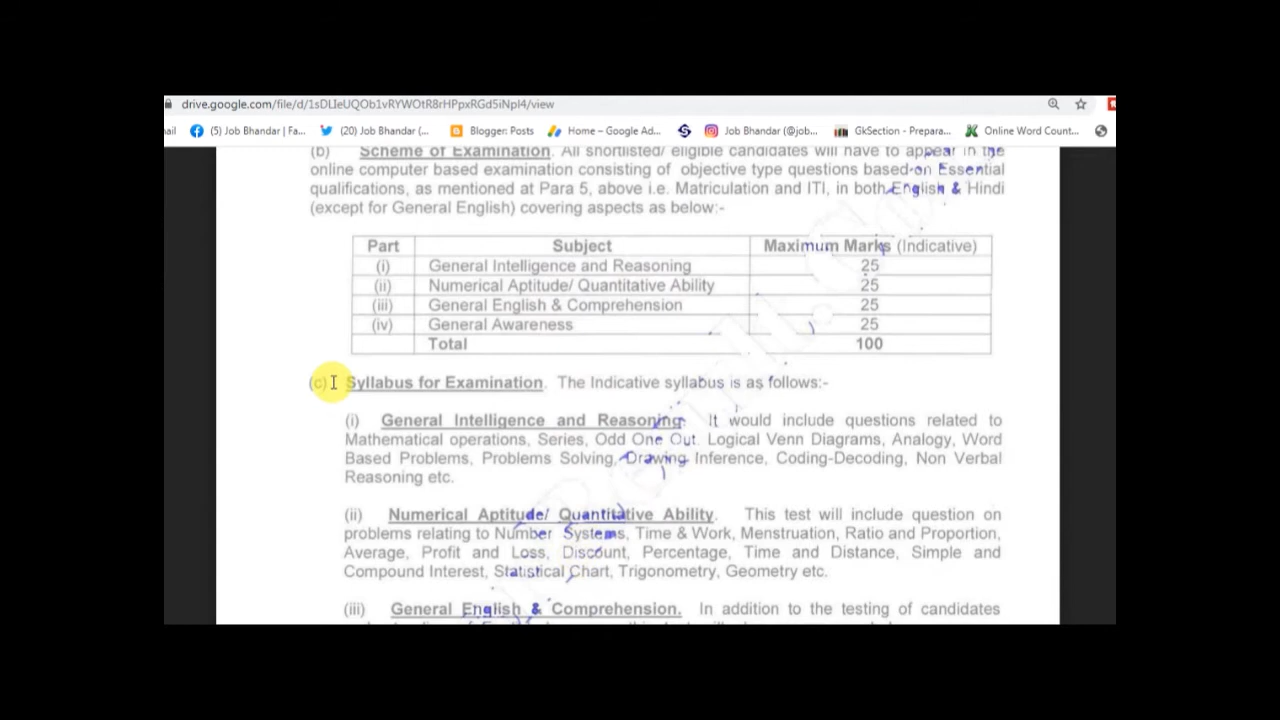 drive.google.com/file/d/1sDLIeUQOb1vRYWOtR8rHPpxRGd5iNpI4/view
ail (5) Job Bhandar | Fa... (20) Job Bhandar (... Blogger: Posts Home – Google Ad... Job Bhandar (@job... GkSection - Prepara... Online Word Count...
(b) Scheme of Examination. All shortlisted/ eligible candidates will have to appear in the
online computer based examination consisting of objective type questions based on Essential
qualifications, as mentioned at Para 5, above i.e. Matriculation and ITI, in both English & Hindi
(except for General English) covering aspects as below:-
Part Subject Maximum Marks (Indicative)
(i) General Intelligence and Reasoning 25
(ii) Numerical Aptitude/ Quantitative Ability 25
(iii) General English & Comprehension 25
(iv) General Awareness 25
Total 100
(c) Syllabus for Examination. The Indicative syllabus is as follows:-
(i) General Intelligence and Reasoning. It would include questions related to
Mathematical operations, Series, Odd One Out. Logical Venn Diagrams, Analogy, Word
Based Problems, Problems Solving, Drawing Inference, Coding-Decoding, Non Verbal
Reasoning etc.
(ii) Numerical Aptitude/ Quantitative Ability. This test will include question on
problems relating to Number Systems, Time & Work, Menstruation, Ratio and Proportion,
Average, Profit and Loss, Discount, Percentage, Time and Distance, Simple and
Compound Interest, Statistical Chart, Trigonometry, Geometry etc.
(iii) General English & Comprehension. In addition to the testing of candidates